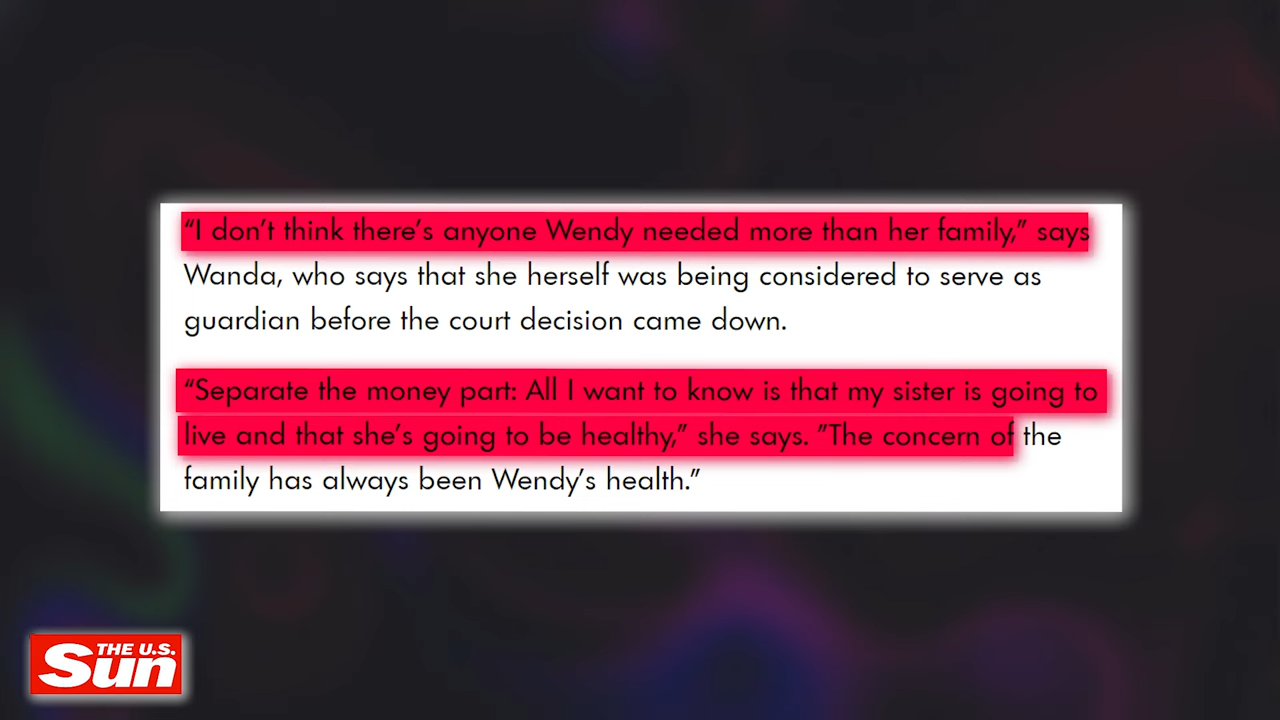 “I don’t think there’s anyone Wendy needed more than her family,” says
Wanda, who says that she herself was being considered to serve as
guardian before the court decision came down.
“Separate the money part: All I want to know is that my sister is going to
live and that she’s going to be healthy,” she says. ”The concern of the
family has always been Wendy’s health.”
THE U.S.
Sun